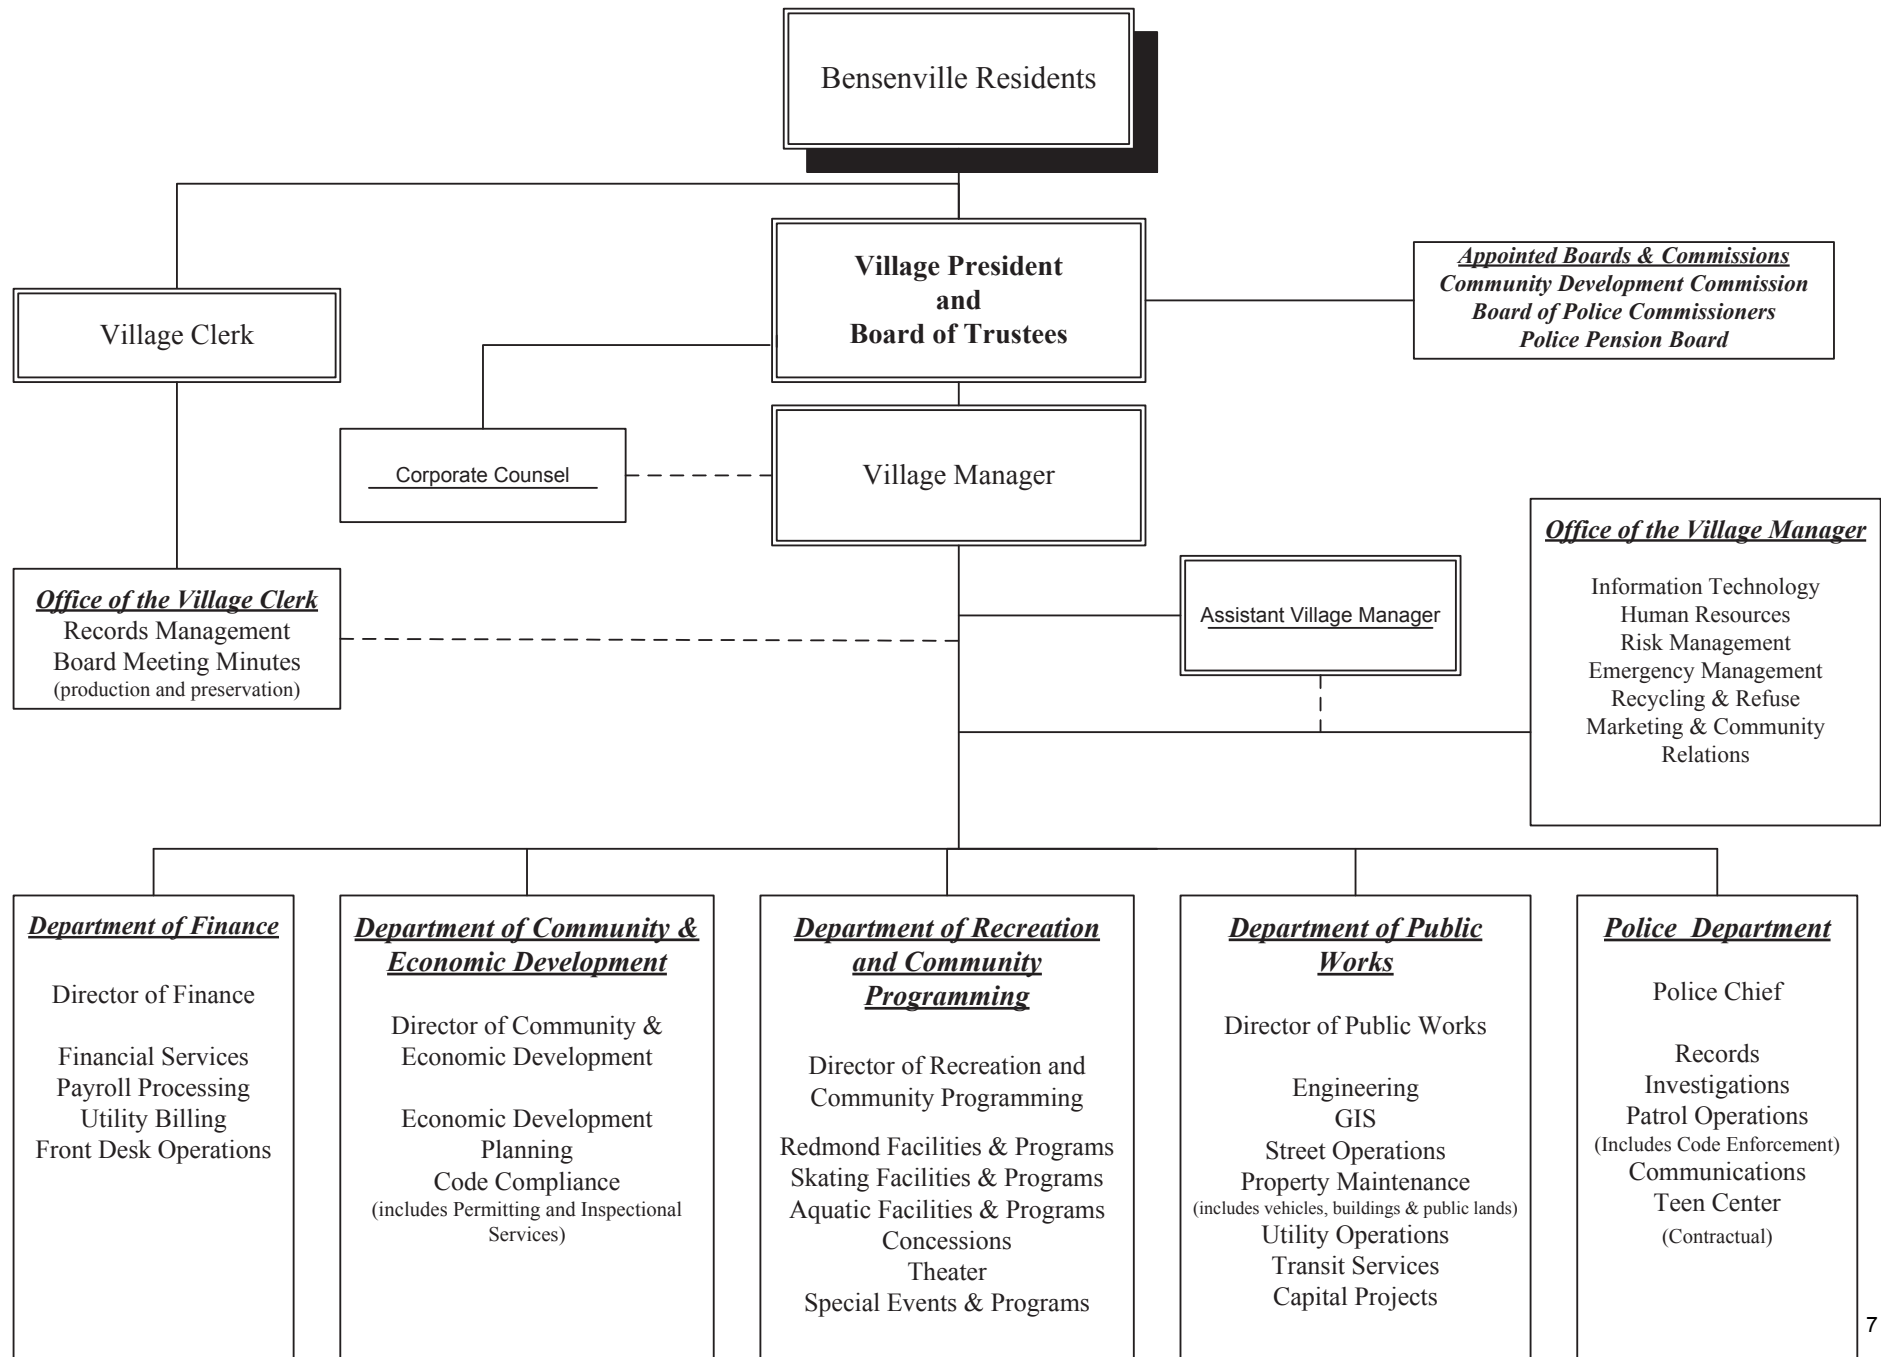 Bensenville Residents
Village President
and
Board of Trustees
Appointed Boards & Commissions
Community Development Commission
Board of Police Commissioners
Police Pension Board
Village Clerk
Corporate Counsel
Village Manager
Office of the Village Manager
Information Technology
Human Resources
Risk Management
Emergency Management
Recycling & Refuse
Marketing & Community
Relations
Assistant Village Manager
Office of the Village Clerk
Records Management
Board Meeting Minutes
(production and preservation)
Department of Finance
Director of Finance
Financial Services
Payroll Processing
Utility Billing
Front Desk Operations
Department of Community &
Economic Development
Director of Community &
Economic Development
Economic Development
Planning
Code Compliance
(includes Permitting and Inspectional
Services)
Department of Recreation
and Community
Programming
Director of Recreation and
Community Programming
Redmond Facilities & Programs
Skating Facilities & Programs
Aquatic Facilities & Programs
Concessions
Theater
Special Events & Programs
Department of Public
Works
Director of Public Works
Engineering
GIS
Street Operations
Property Maintenance
(includes vehicles, buildings & public lands)
Utility Operations
Transit Services
Capital Projects
Police  Department
Police Chief
Records
Investigations
Patrol Operations
(Includes Code Enforcement)
Communications
Teen Center
(Contractual)
7